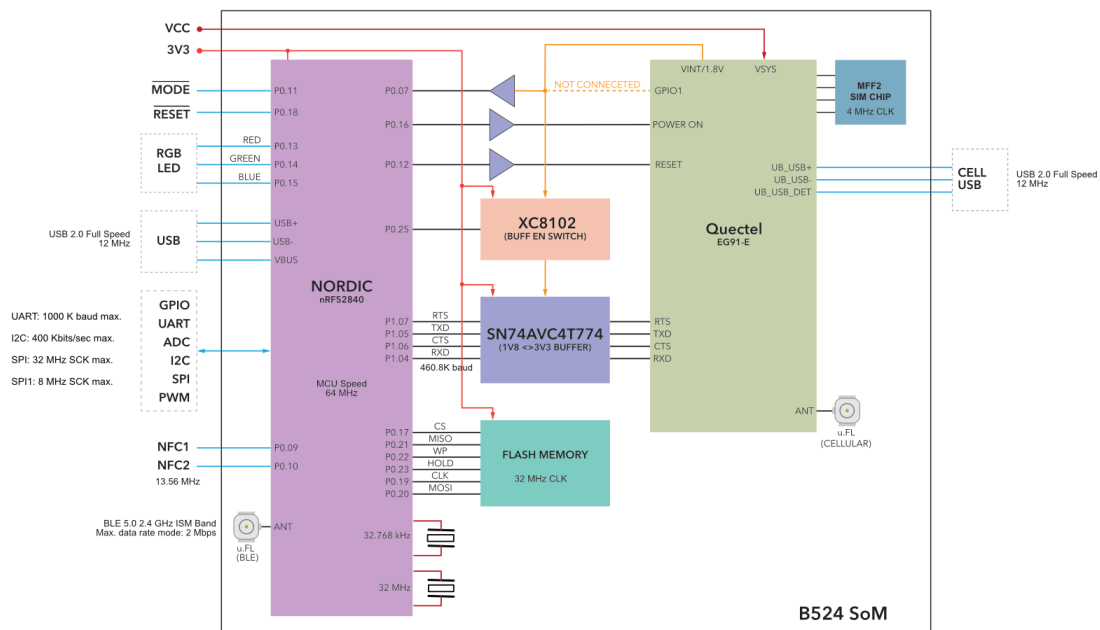 VCC
3V3
MODE
RESET
RED
GREEN
BLUE
RGB
LED
USB
USB 2.0 Full Speed
12 MHz
GPIO
UART
ADC
I2C
SPI
PWM
UART: 1000 K baud max.
I2C: 400 Kbits/sec max.
SPI: 32 MHz SCK max.
SPI1: 8 MHz SCK max.
NFC1
NFC2
13.56 MHz
BLE 5.0 2.4 GHz ISM Band
Max. data rate mode: 2 Mbps
u.FL
(BLE)
P0.11
P0.18
P0.13
P0.14
P0.15
USB+
USB-
VBUS
P0.09
P0.10
ANT
NORDIC
nRF52840
MCU Speed
64 MHz
P0.07
P0.16
P0.12
P0.25
P1.07
P1.05
P1.06
P1.04
P0.17
P0.21
P0.22
P0.23
P0.19
P0.20
32.768 kHz
32 MHz
RTS
TXD
CTS
RXD
460.8K baud
CS
MISO
WP
HOLD
CLK
MOSI
NOT CONNECETED
XC8102
(BUFF EN SWITCH)
SN74AVC4T774
(1V8 <>3V3 BUFFER)
FLASH MEMORY
32 MHz CLK
VINT/1.8V
VSYS
GPIO1
POWER ON
RESET
UB_USB+
UB_USB-
UB_USB_DET
Quectel
EG91-E
RTS
TXD
CTS
RXD
ANT
u.FL
(CELLULAR)
MFF2
SIM CHIP
4 MHz CLK
CELL
USB
USB 2.0 Full Speed
12 MHz
B524 SoM